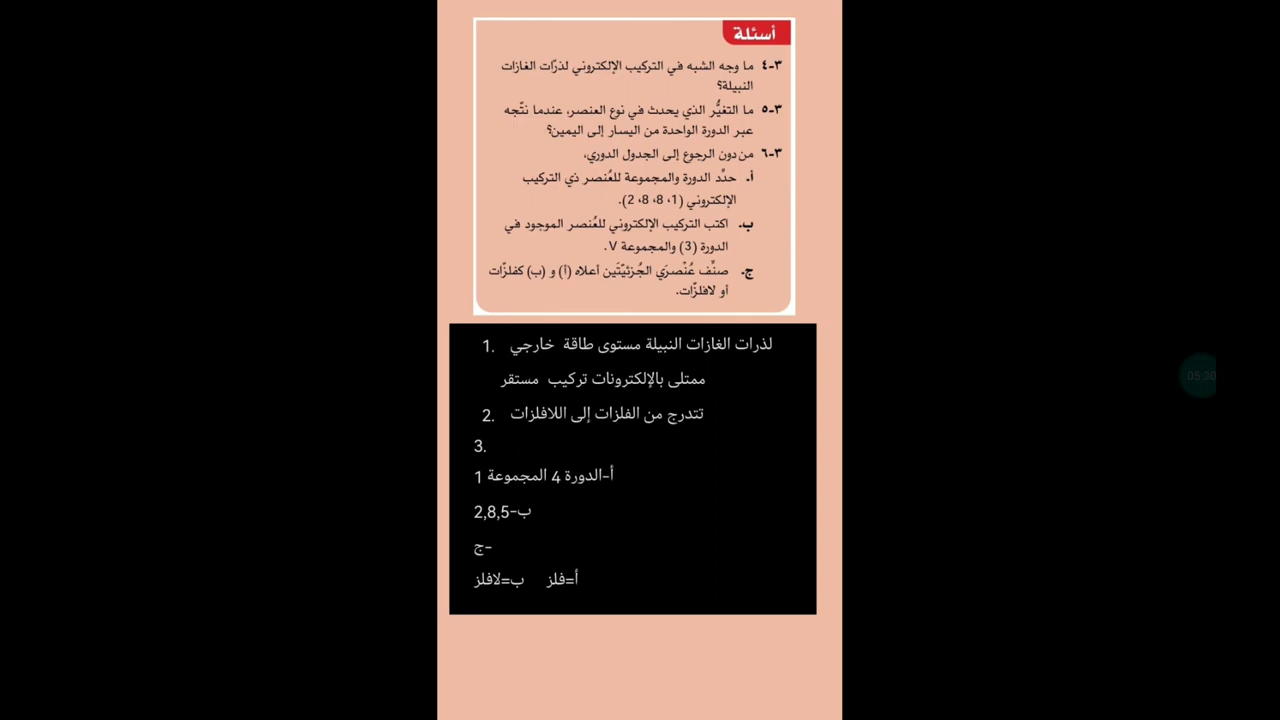 أسئلة
٣-٤ ما وجه الشبه في التركيب الإلكتروني لذرّات الغازات
النبيلة؟
٣-٥ ما التغيُّر الذي يحدث في نوع العنصر، عندما نتّجه
عبر الدورة الواحدة من اليسار إلى اليمين؟
٣-٦ من دون الرجوع إلى الجدول الدوري،
أ. حدِّد الدورة والمجموعة للعُنصر ذي التركيب
الإلكتروني (2، 8، 8، 1).
ب. اكتب التركيب الإلكتروني للعُنصر الموجود في
الدورة (3) والمجموعة V.
ج. صنِّف عُنْصرَي الجُزئيّتَين أعلاه (أ) و (ب) كفلزّات
أو لافلزّات.
1. لذرات الغازات النبيلة مستوى طاقة خارجي
ممتلى بالإلكترونات تركيب مستقر
2. تتدرج من الفلزات إلى اللافلزات
3.
أ-الدورة 4 المجموعة 1
ب-2,8,5
ج-
أ=فلز ب=لافلز
05:30